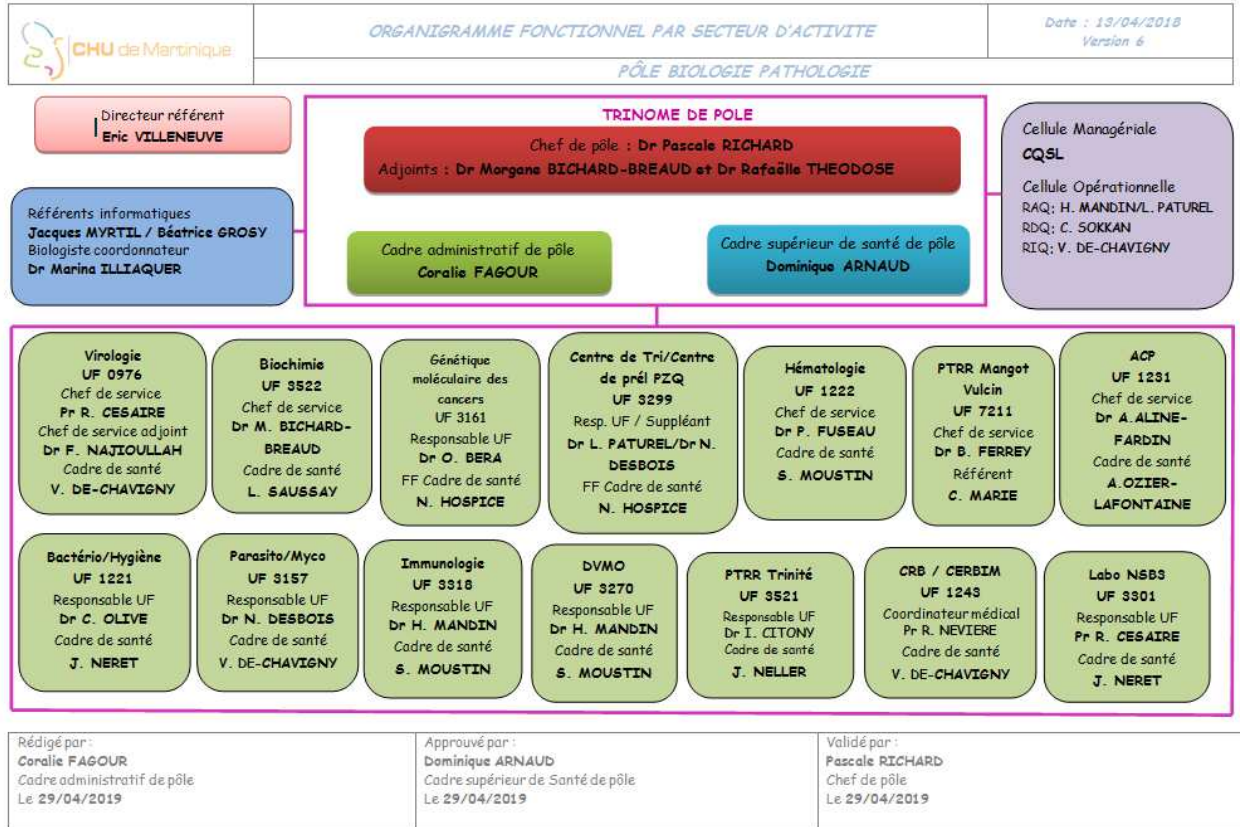 CHU de Martinique
ORGANIGRAMME FONCTIONNEL PAR SECTEUR D'ACTIVITE
Date : 13/04/2018
Version 6
PÔLE BIOLOGIE PATHOLOGIE
Directeur référent
Eric VILLENEUVE
TRINOME DE POLE
Chef de pôle : Dr Pascale RICHARD
Adjoints : Dr Morgane BICHARD-BREAUD et Dr Rafaëlle THEODOSE
Cellule Managériale
CQSL
Cellule Opérationnelle
RAQ: H. MANDIN/L. PATUREL
RDQ: C. SOKKAN
RIQ: V. DE-CHAVIGNY
Référents informatiques
Jacques MYRTIL / Béatrice GROSY
Biologiste coordonnateur
Dr Marina ILLIAQUER
Cadre administratif de pôle
Coralie FAGOUR
Cadre supérieur de santé de pôle
Dominique ARNAUD
Virologie
UF 0976
Chef de service
Pr R. CESAIRE
Chef de service adjoint
Dr F. NAJIOULLAH
Cadre de santé
V. DE-CHAVIGNY
Biochimie
UF 3522
Chef de service
Dr M. BICHARD-
BREAUD
Cadre de santé
L. SAUSSAY
Génétique
moléculaire des
cancers
UF 3161
Responsable UF
Dr O. BERA
FF Cadre de santé
N. HOSPICE
Centre de Tri/Centre
de prél PZQ
UF 3299
Resp. UF / Suppléant
Dr L. PATUREL/Dr N.
DESBOIS
FF Cadre de santé
N. HOSPICE
Hématologie
UF 1222
Chef de service
Dr P. FUSEAU
Cadre de santé
S. MOUSTIN
PTRR Mangot
Vulcin
UF 7211
Chef de service
Dr B. FERREY
Référent
C. MARIE
ACP
UF 1231
Chef de service
Dr A.ALINE-
FARDIN
Cadre de santé
A.OZIER-
LAFONTAINE
Bactério/Hygiène
UF 1221
Responsable UF
Dr C. OLIVE
Cadre de santé
J. NERET
Parasito/Myco
UF 3157
Responsable UF
Dr N. DESBOIS
Cadre de santé
V. DE-CHAVIGNY
Immunologie
UF 3318
Responsable UF
Dr H. MANDIN
Cadre de santé
S. MOUSTIN
DVMO
UF 3270
Responsable UF
Dr H. MANDIN
Cadre de santé
S. MOUSTIN
PTRR Trinité
UF 3521
Responsable UF
Dr I. CITONY
Cadre de santé
J. NELLER
CRB / CERBIM
UF 1243
Coordinateur médical
Pr R. NEVIERE
Cadre de santé
V. DE-CHAVIGNY
Labo NSB3
UF 3301
Responsable UF
Pr R. CESAIRE
Cadre de santé
J. NERET
Rédigé par :
Coralie FAGOUR
Cadre administratif de pôle
Le 29/04/2019
Approuvé par :
Dominique ARNAUD
Cadre supérieur de Santé de pôle
Le 29/04/2019
Validé par :
Pascale RICHARD
Chef de pôle
Le 29/04/2019